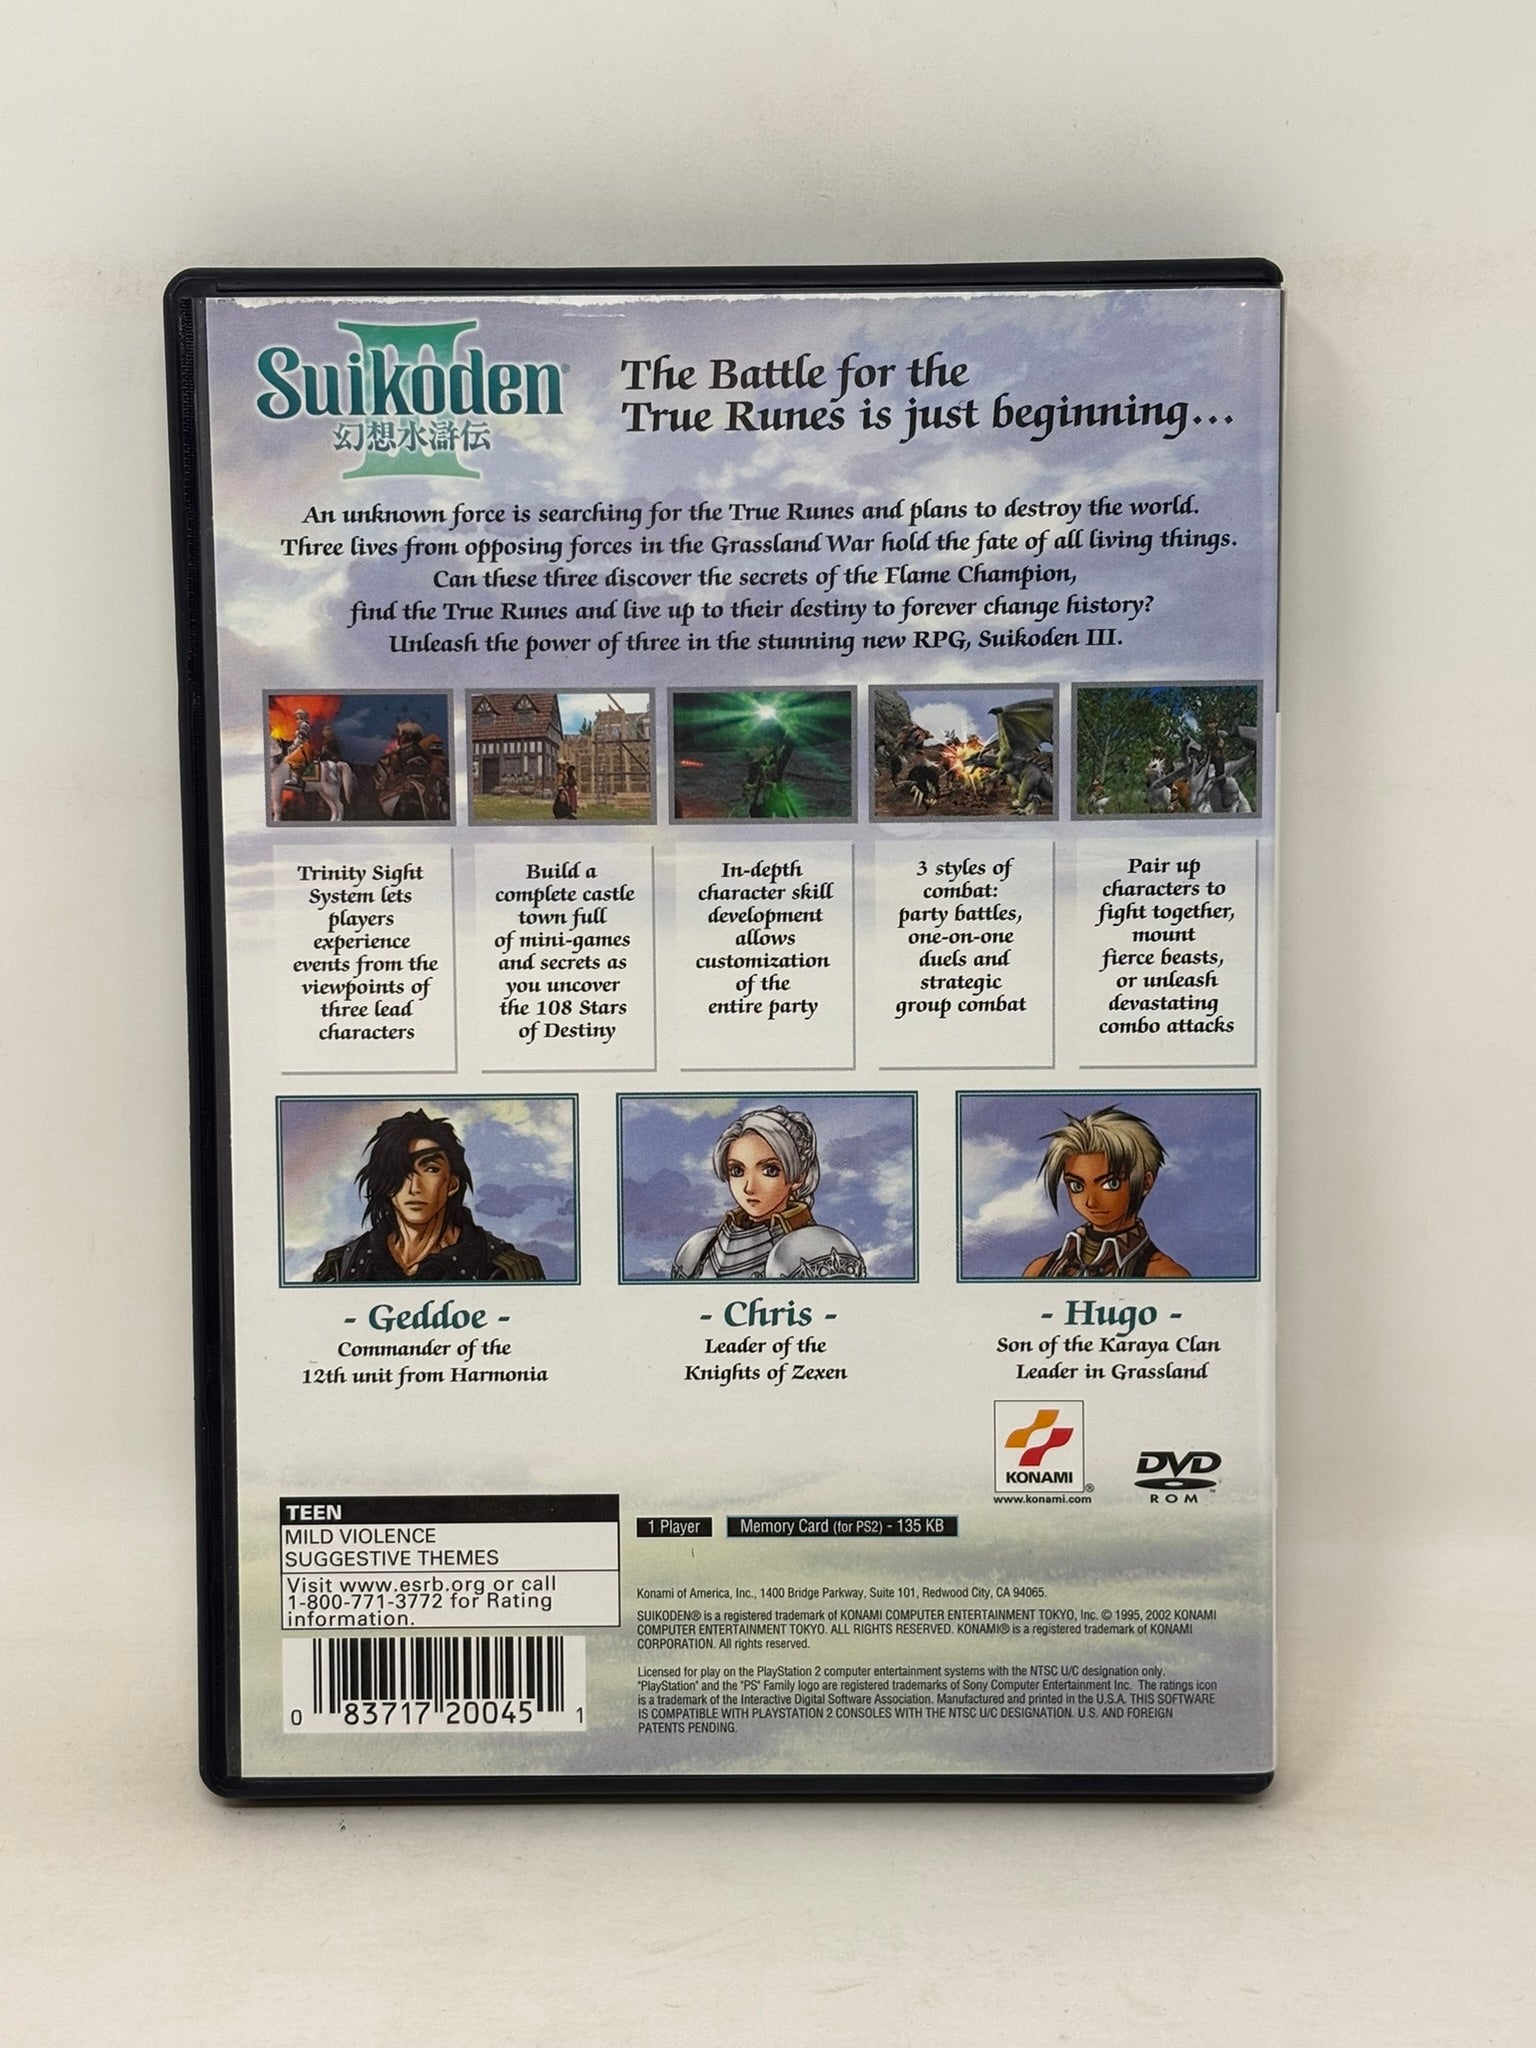 Suikoden®
III
幻想水滸伝
The Battle for the
True Runes is just beginning...
An unknown force is searching for the True Runes and plans to destroy the world.
Three lives from opposing forces in the Grassland War hold the fate of all living things.
Can these three discover the secrets of the Flame Champion,
find the True Runes and live up to their destiny to forever change history?
Unleash the power of three in the stunning new RPG, Suikoden III.
Trinity Sight
System lets
players
experience
events from the
viewpoints of
three lead
characters
Build a
complete castle
town full
of mini-games
and secrets as
you uncover
the 108 Stars
of Destiny
In-depth
character skill
development
allows
customization
of the
entire party
3 styles of
combat:
party battles,
one-on-one
duels and
strategic
group combat
Pair up
characters to
fight together,
mount
fierce beasts,
or unleash
devastating
combo attacks
- Geddoe -
Commander of the
12th unit from Harmonia
- Chris -
Leader of the
Knights of Zexen
- Hugo -
Son of the Karaya Clan
Leader in Grassland
KONAMI®
www.konami.com
DVD™
ROM
TEEN
MILD VIOLENCE
SUGGESTIVE THEMES
Visit www.esrb.org or call
1-800-771-3772 for Rating
information.
0 83717 20045 1
1 Player
Memory Card (for PS2) - 135 KB
Konami of America, Inc., 1400 Bridge Parkway, Suite 101, Redwood City, CA 94065.
SUIKODEN® is a registered trademark of KONAMI COMPUTER ENTERTAINMENT TOKYO, Inc. © 1995, 2002 KONAMI
COMPUTER ENTERTAINMENT TOKYO. ALL RIGHTS RESERVED. KONAMI® is a registered trademark of KONAMI
CORPORATION. All rights reserved.
Licensed for play on the PlayStation 2 computer entertainment systems with the NTSC U/C designation only.
"PlayStation" and the "PS" Family logo are registered trademarks of Sony Computer Entertainment Inc. The ratings icon
is a trademark of the Interactive Digital Software Association. Manufactured and printed in the U.S.A. THIS SOFTWARE
IS COMPATIBLE WITH PLAYSTATION 2 CONSOLES WITH THE NTSC U/C DESIGNATION. U.S. AND FOREIGN
PATENTS PENDING.